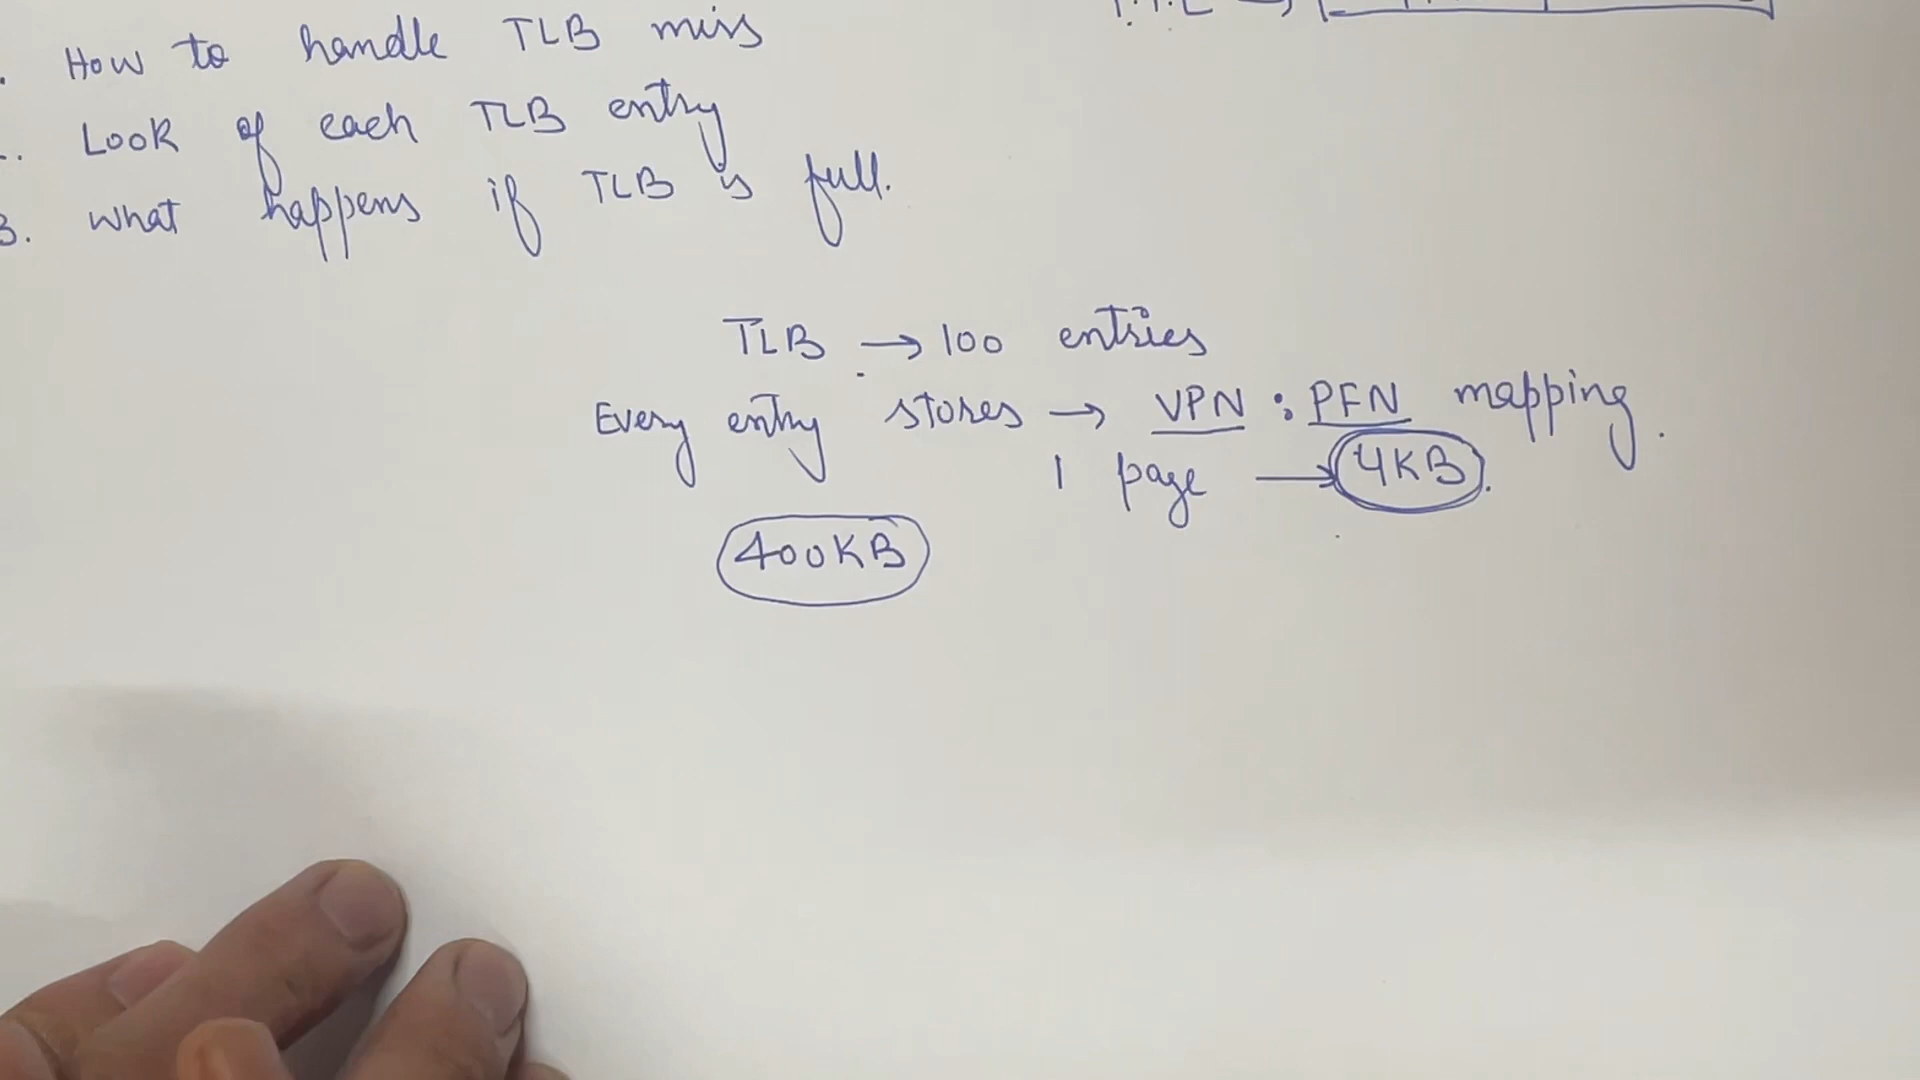 How to handle TLB miss
Look of each TLB entry
3. What happens if TLB is full.
TLB → 100 entries
Every entry stores → VPN : PFN mapping.
1 page → 4KB.
400KB